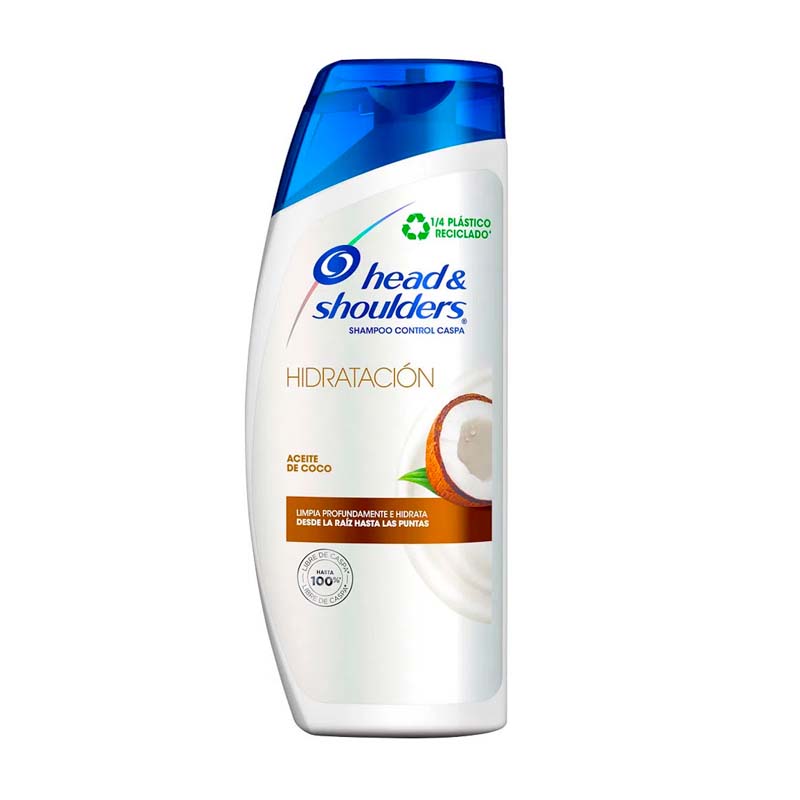 1/4 PLÁSTICO
RECICLADO*
head &
shoulders®
SHAMPOO CONTROL CASPA
HIDRATACIÓN
ACEITE
DE COCO
LIMPIA PROFUNDAMENTE E HIDRATA
DESDE LA RAÍZ HASTA LAS PUNTAS
LIBRE DE CASPA*
HASTA
100%*
LIBRE DE CASPA*